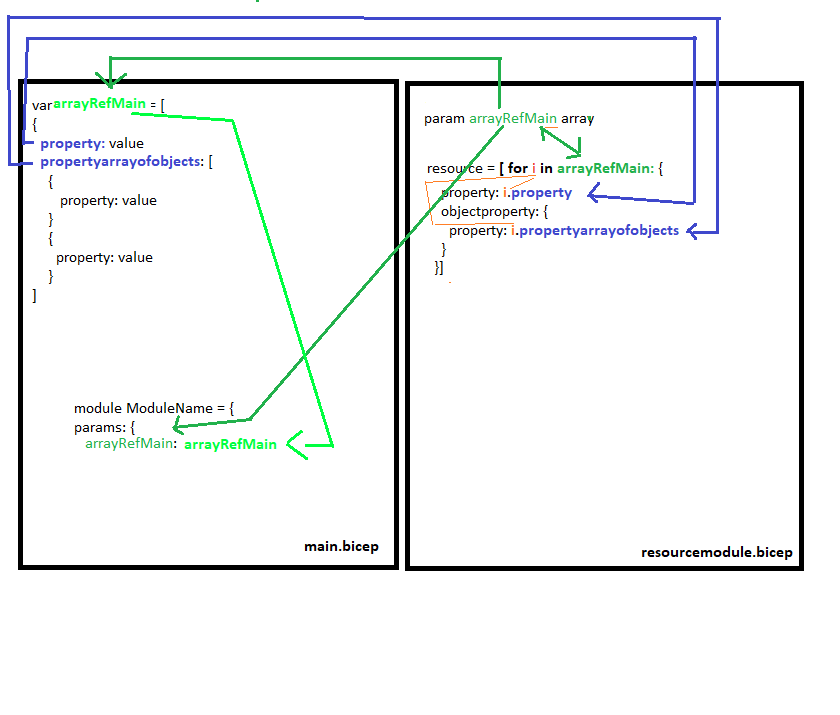 var arrayRefMain = [
{
property: value
propertyarrayofobjects: [
{
property: value
}
{
property: value
}
]
module ModuleName = {
params: {
arrayRefMain: arrayRefMain
main.bicep
param arrayRefMain array
resource = [ for i in arrayRefMain: {
property: i.property
objectproperty: {
property: i.propertyarrayofobjects
}
}]
resourcemodule.bicep